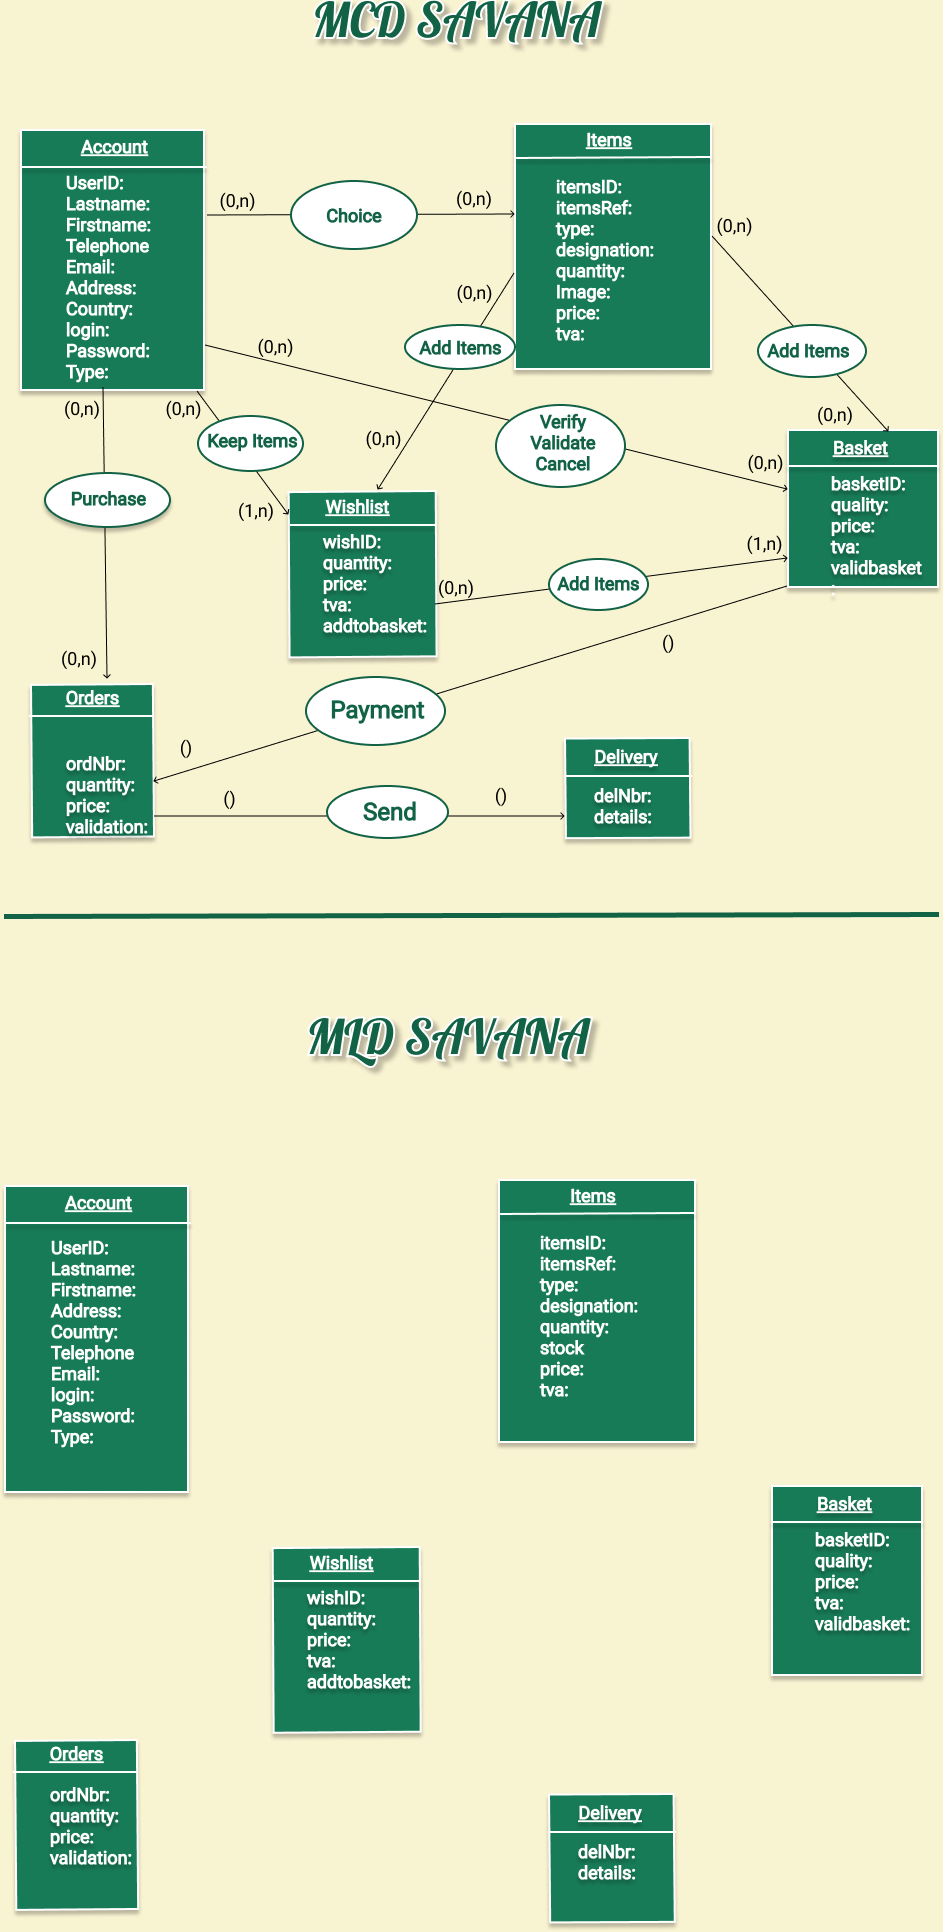 MCD SAVANA
Account
UserID:
Lastname:
Firstname:
Telephone
Email:
Address:
Country:
login:
Password:
Type:
(0,n)
Choice
(0,n)
Items
itemsID:
itemsRef:
type:
designation:
quantity:
Image:
price:
tva:
(0,n)
Add Items
(0,n)
(0,n)
Add Items
(0,n)
(0,n)
Verify
Validate
Cancel
(0,n)
Basket
basketID:
quality:
price:
tva:
validbasket
:
(0,n)
Purchase
(0,n)
(0,n)
Keep Items
(1,n)
Wishlist
wishID:
quantity:
price:
tva:
addtobasket:
(0,n)
Add Items
(1,n)
()
Payment
()
Orders
ordNbr:
quantity:
price:
validation:
()
Send
()
Delivery
delNbr:
details:
MLD SAVANA
Account
UserID:
Lastname:
Firstname:
Address:
Country:
Telephone
Email:
login:
Password:
Type:
Items
itemsID:
itemsRef:
type:
designation:
quantity:
stock
price:
tva:
Basket
basketID:
quality:
price:
tva:
validbasket:
Wishlist
wishID:
quantity:
price:
tva:
addtobasket:
Orders
ordNbr:
quantity:
price:
validation:
Delivery
delNbr:
details: